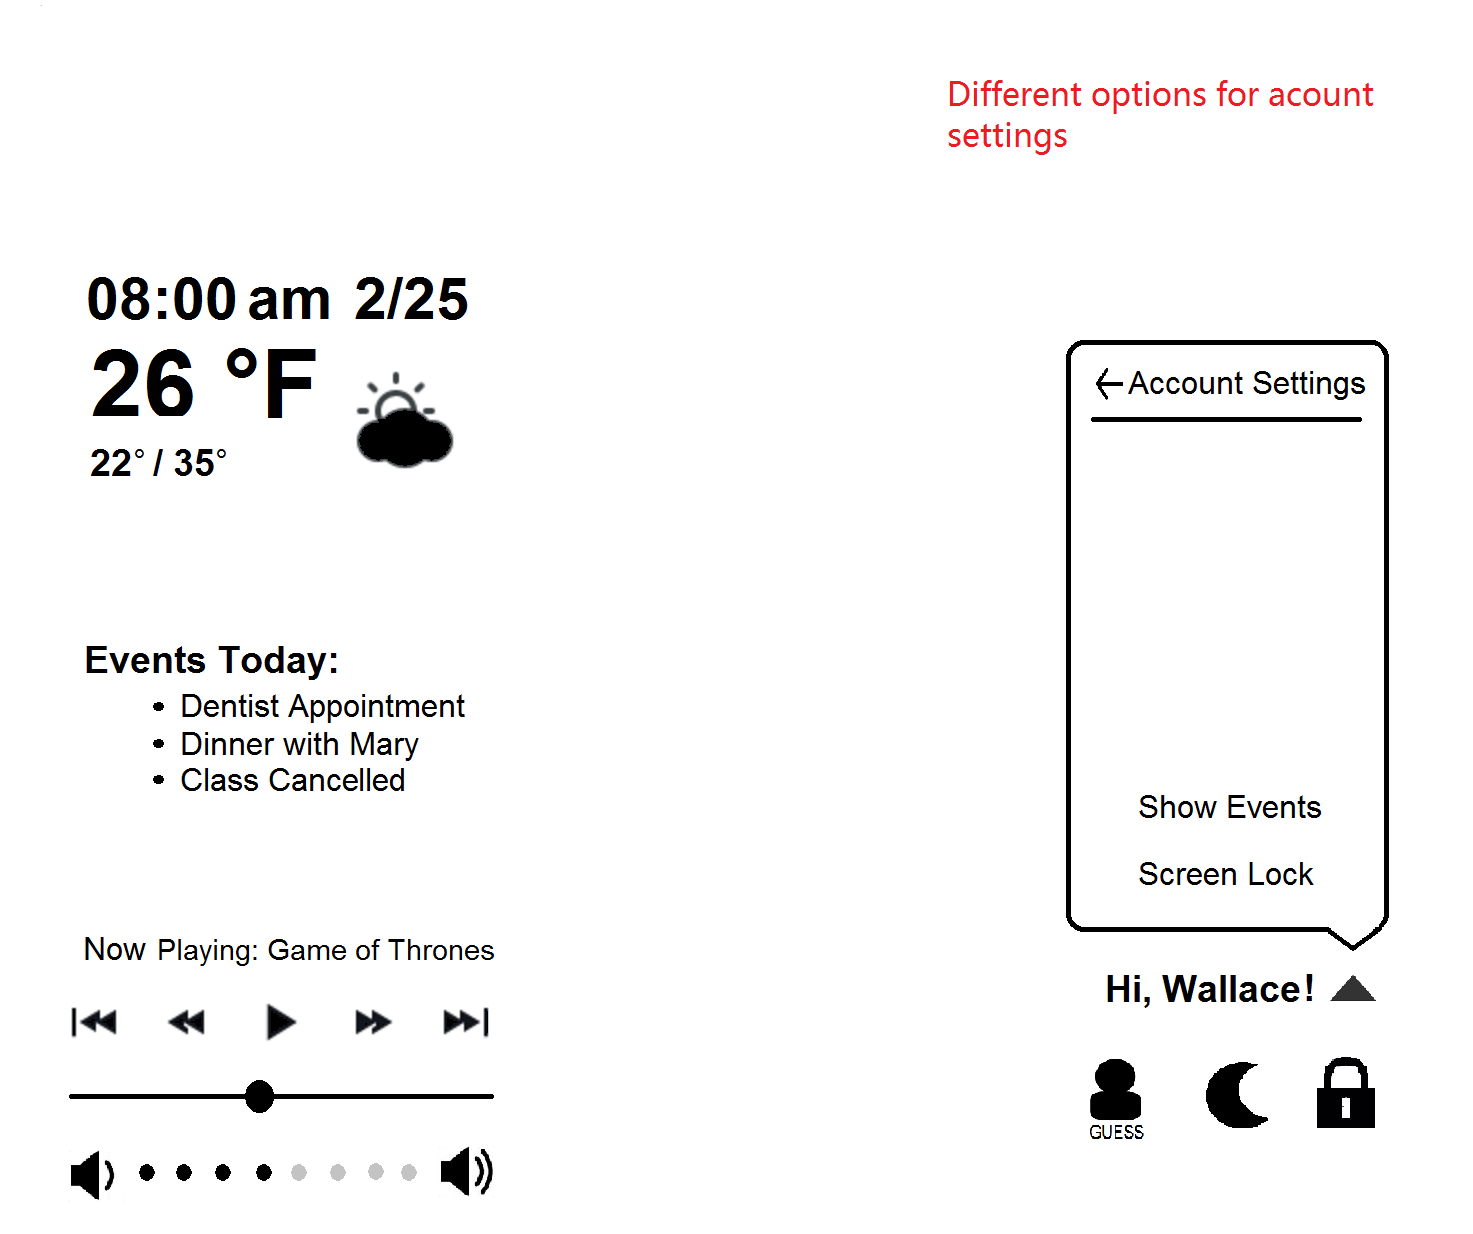 Different options for acount
settings
08:00 am 2/25
26 °F
22° / 35°
Events Today:
• Dentist Appointment
• Dinner with Mary
• Class Cancelled
Now Playing: Game of Thrones
←Account Settings
Show Events
Screen Lock
Hi, Wallace!
GUESS